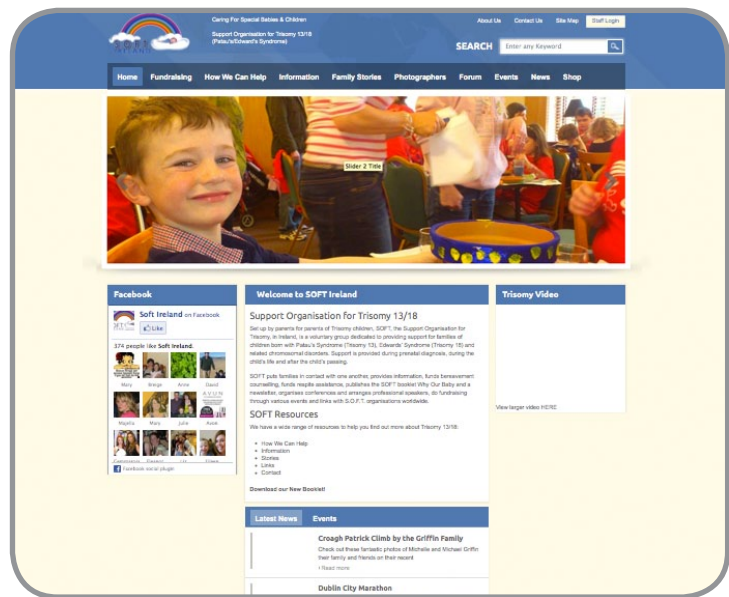 SOFT
IRELAND
Caring For Special Babies & Children
Support Organisation for Trisomy 13/18
(Patau's/Edward's Syndrome)
About Us Contact Us Site Map Staff Login
SEARCH Enter any Keyword
Home Fundraising How We Can Help Information Family Stories Photographers Forum Events News Shop
Slider 2 Title
Facebook
Soft Ireland on Facebook
Like
374 people like Soft Ireland.
Mary Anne David
Majella Mary Julie Avon
Facebook social plugin
Welcome to SOFT Ireland
Support Organisation for Trisomy 13/18
Set up by parents for parents of Trisomy children, SOFT, the Support Organisation for
Trisomy, in Ireland, is a voluntary group dedicated to providing support for families of
children born with Patau's Syndrome (Trisomy 13), Edwards' Syndrome (Trisomy 18) and
related chromosomal disorders. Support is provided during prenatal diagnosis, during the
child's life and after the child's passing.
SOFT puts families in contact with one another, provides information, funds bereavement
counselling, funds respite assistance, publishes the SOFT booklet Why Our Baby and a
newsletter, organises conferences and arranges professional speakers, do fundraising
through various events and links with S.O.F.T. organisations worldwide.
SOFT Resources
We have a wide range of resources to help you find out more about Trisomy 13/18:
How We Can Help
Information
Stories
Links
Contact
Download our New Booklet!
Latest News Events
Croagh Patrick Climb by the Griffin Family
Check out these fantastic photos of Michelle and Michael Griffin
their family and friends on their record
Read more
Dublin City Marathon
Trisomy Video
View larger video HERE